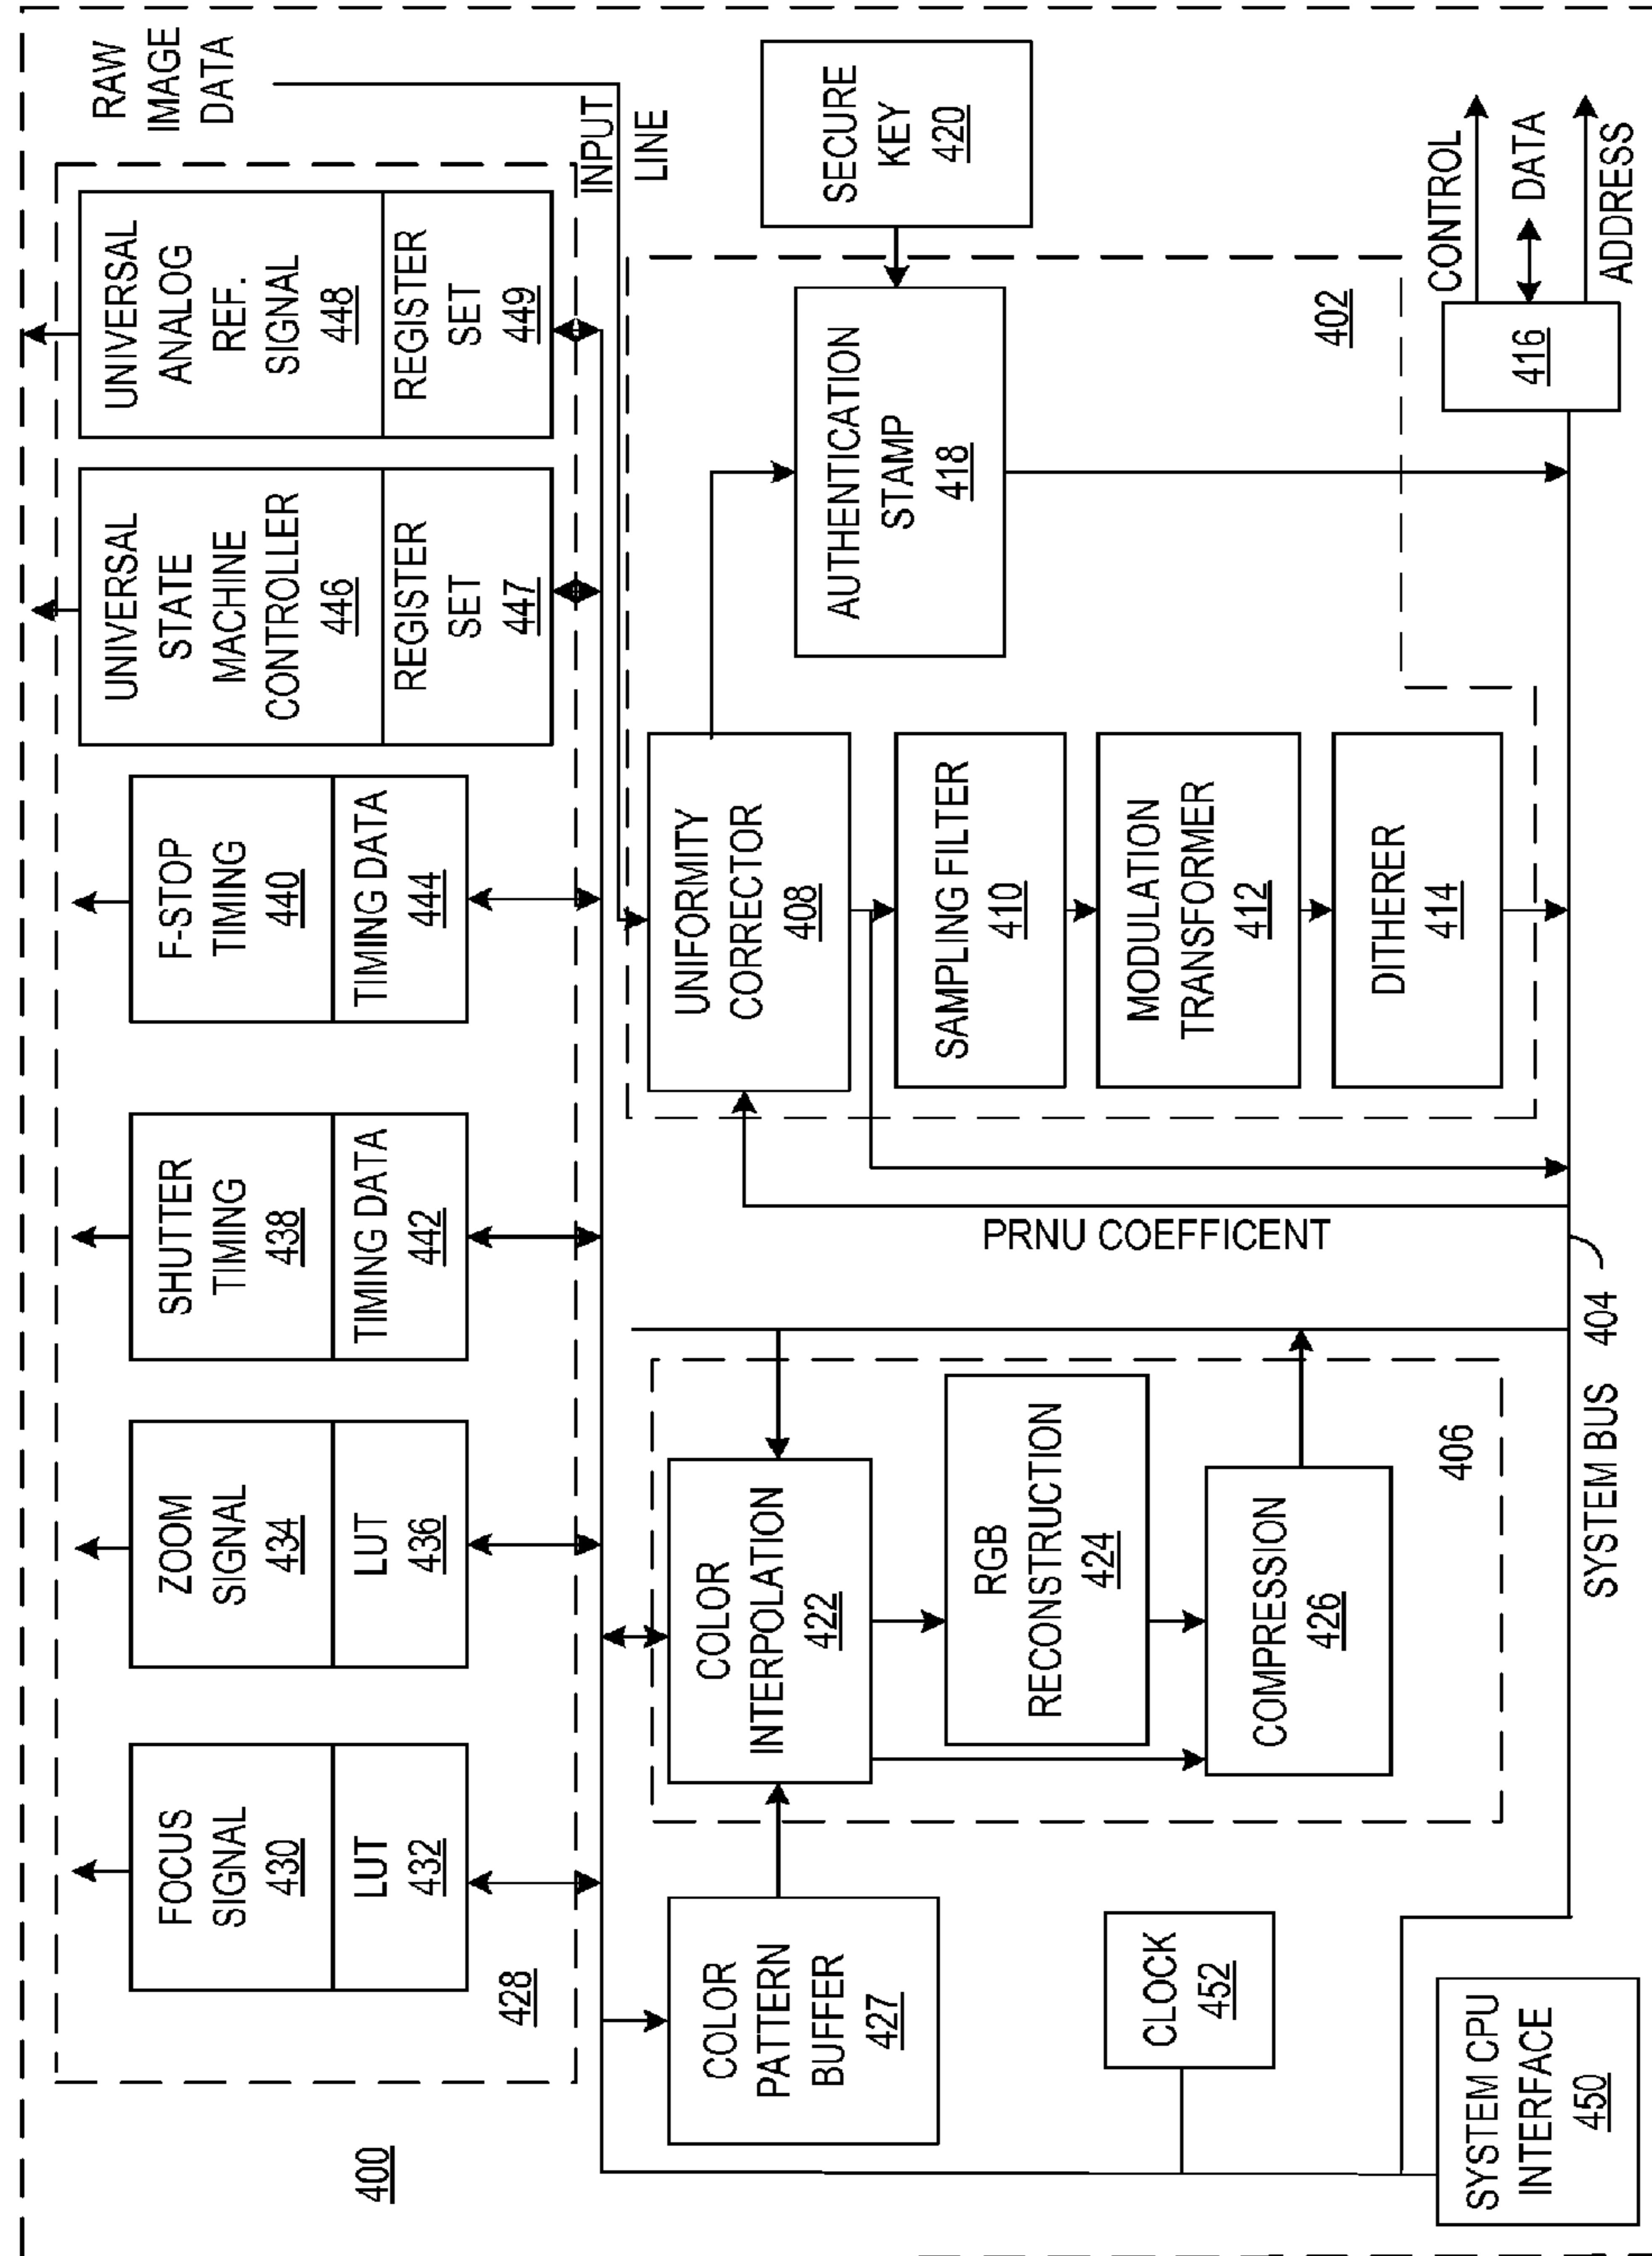 400
428
FOCUS
SIGNAL
430
LUT
432
ZOOM
SIGNAL
434
LUT
436
SHUTTER
TIMING
438
TIMING DATA
442
F-STOP
TIMING
440
TIMING DATA
444
UNIVERSAL
STATE
MACHINE
CONTROLLER
446
REGISTER
SET
447
UNIVERSAL
ANALOG
REF.
SIGNAL
448
REGISTER
SET
449
RAW
IMAGE
DATA
INPUT
LINE
COLOR
PATTERN
BUFFER
427
COLOR
INTERPOLATION
422
RGB
RECONSTRUCTION
424
COMPRESSION
426
406
CLOCK
452
SYSTEM CPU
INTERFACE
450
SYSTEM BUS 404
PRNU COEFFICENT
UNIFORMITY
CORRECTOR
408
SAMPLING FILTER
410
MODULATION
TRANSFORMER
412
DITHERER
414
AUTHENTICATION
STAMP
418
402
SECURE
KEY
420
416
CONTROL
DATA
ADDRESS